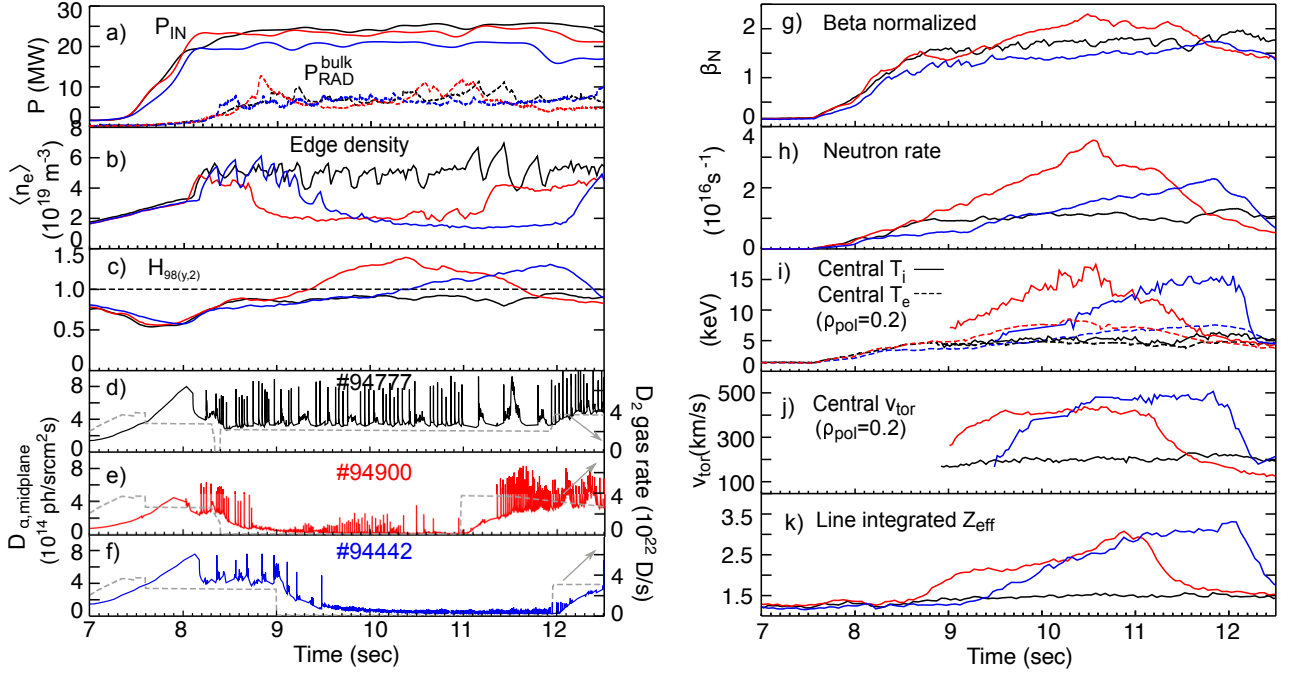 a)
P_IN
P_RAD^bulk
P (MW)
30
20
10
5
0
b)
Edge density
⟨n_e⟩
(10^19 m^-3)
8
6
4
2
0
c)
H_98(y,2)
1.5
1.0
0.5
0
d)
#94777
8
4
0
4
0
e)
#94900
8
4
0
4
0
f)
#94442
8
4
0
4
0
D_α,midplane
(10^14 ph/srcm^2s)
D_2 gas rate (10^22 D/s)
7 8 9 10 11 12
Time (sec)
g)
Beta normalized
β_N
2
1
0
h)
Neutron rate
(10^16s^-1)
4
2
0
i)
Central T_i
Central T_e
(ρ_pol=0.2)
(keV)
15
10
5
0
j)
Central v_tor
(ρ_pol=0.2)
v_tor(km/s)
500
300
100
k)
Line integrated Z_eff
3.5
2.5
1.5
7 8 9 10 11 12
Time (sec)